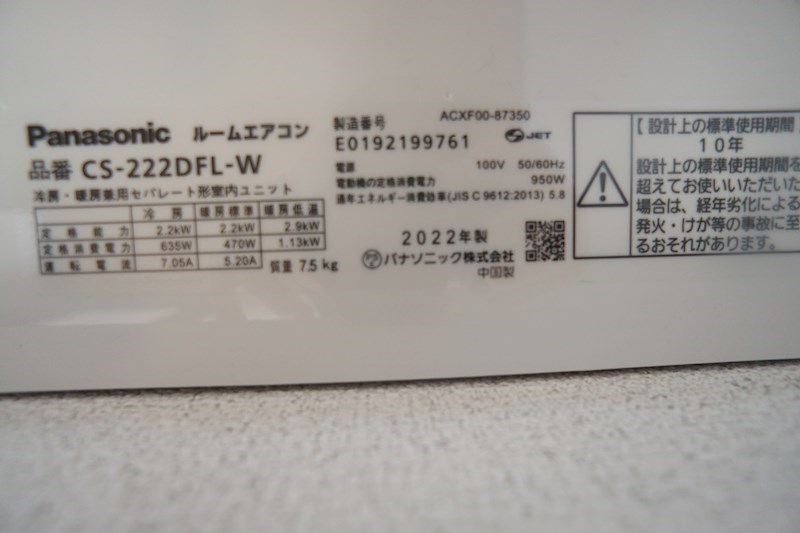 Panasonic ルームエアコン
品番 CS-222DFL-W
冷房・暖房兼用セパレート形室内ユニット
冷房 暖房標準 暖房低温
定格能力 2.2kW 2.2kW 2.9kW
定格消費電力 635W 470W 1.13kW
運転電流 7.05A 5.20A
質量 7.5 kg
ACXF00-87350
製造番号
E0192199761
JET
電源 100V 50/60Hz
電動機の定格消費電力 950W
通年エネルギー消費効率(JIS C 9612:2013) 5.8
2022年製
パナソニック株式会社
中国製
【 設計上の標準使用期間
10年
設計上の標準使用期間を
超えてお使いいただいた
場合は、経年劣化による
発火・けが等の事故に至
るおそれがあります。